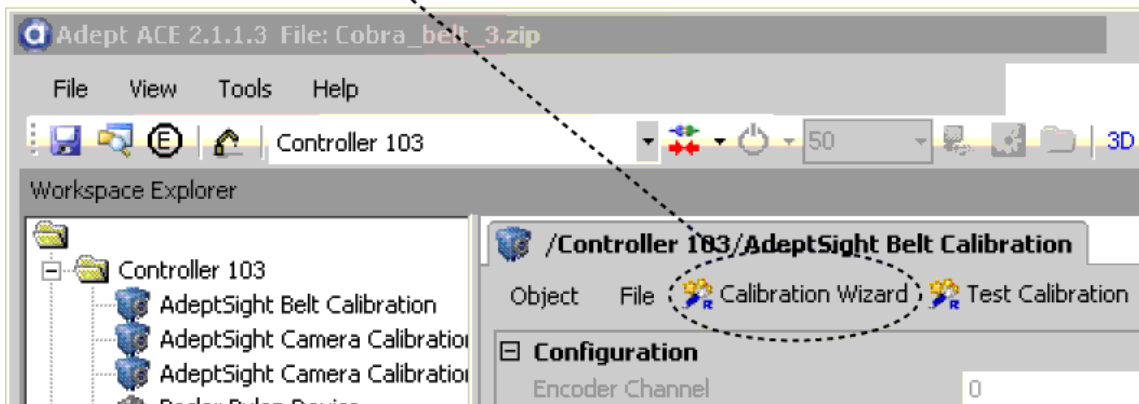 Adept ACE 2.1.1.3 File: Cobra_belt_3.zip
File View Tools Help
E Controller 103 50 3D
Workspace Explorer
/Controller 103/AdeptSight Belt Calibration
Controller 103
Object File Calibration Wizard Test Calibration
AdeptSight Belt Calibration
AdeptSight Camera Calibration
Configuration
AdeptSight Camera Calibration
Encoder Channel 0